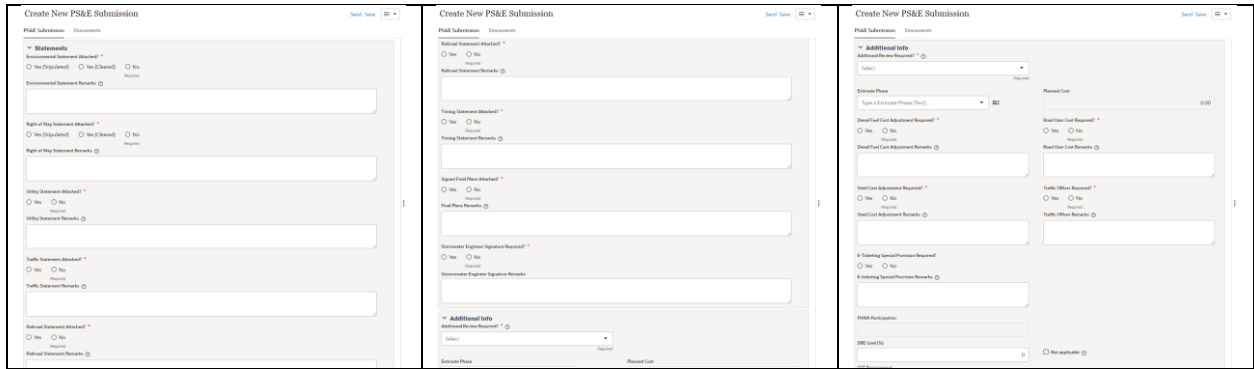 Create New PS&E Submission
Send Save
PS&E Submission Documents
Statements
Environmental Statement Attached? *
Yes (Stipulated) Yes (Cleared) No
Required
Environmental Statement Remarks
Right of Way Statement Attached? *
Yes (Stipulated) Yes (Cleared) No
Required
Right of Way Statement Remarks
Utility Statement Attached? *
Yes No
Required
Utility Statement Remarks
Traffic Statement Attached? *
Yes No
Required
Traffic Statement Remarks
Railroad Statement Attached? *
Yes No
Required
Railroad Statement Remarks
Create New PS&E Submission
Send Save
PS&E Submission Documents
Railroad Statement Attached? *
Yes No
Required
Railroad Statement Remarks
Timing Statement Attached? *
Yes No
Required
Timing Statement Remarks
Signed Final Plans Attached? *
Yes No
Required
Final Plans Remarks
Stormwater Engineer Signature Required? *
Yes No
Required
Stormwater Engineer Signature Remarks
Additional Info
Additional Review Required? *
Select
Required
Estimate Phase Planned Cost
Create New PS&E Submission
Send Save
PS&E Submission Documents
Additional Info
Additional Review Required? *
Select
Required
Estimate Phase Planned Cost
Type a Estimate Phase (Text)... 0.00
Diesel Fuel Cost Adjustment Required? * Road User Cost Required? *
Yes No Yes No
Required Required
Diesel Fuel Cost Adjustment Remarks Road User Cost Remarks
Steel Cost Adjustment Required? * Traffic Officer Required? *
Yes No Yes No
Required Required
Steel Cost Adjustment Remarks Traffic Officer Remarks
E-Ticketing Special Provision Required?
Yes No
E-ticketing Special Provision Remarks
FHWA Participation
DBE Goal (%)
0 Not applicable